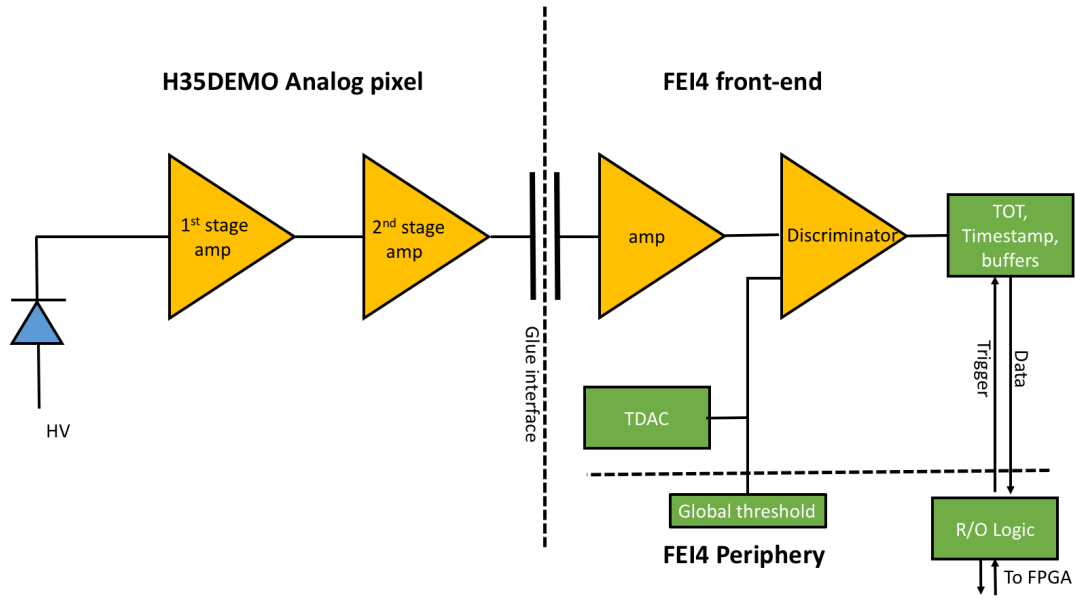 H35DEMO Analog pixel
FEI4 front-end
1st stage
amp
2nd stage
amp
amp
Discriminator
TOT,
Timestamp,
buffers
Glue interface
Trigger
Data
TDAC
HV
Global threshold
R/O Logic
FEI4 Periphery
To FPGA